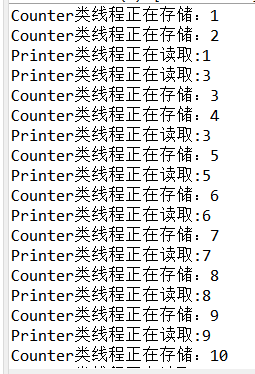 Counter类线程正在存储：1
Counter类线程正在存储：2
Printer类线程正在读取:1
Printer类线程正在读取:3
Counter类线程正在存储：3
Counter类线程正在存储：4
Printer类线程正在读取:3
Counter类线程正在存储：5
Printer类线程正在读取:5
Counter类线程正在存储：6
Printer类线程正在读取:6
Counter类线程正在存储：7
Printer类线程正在读取:7
Counter类线程正在存储：8
Printer类线程正在读取:8
Counter类线程正在存储：9
Printer类线程正在读取:9
Counter类线程正在存储：10